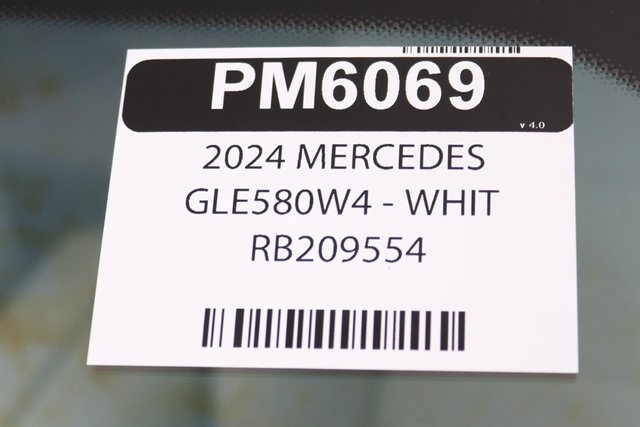 PM6069
v 4.0
2024 MERCEDES
GLE580W4 - WHIT
RB209554